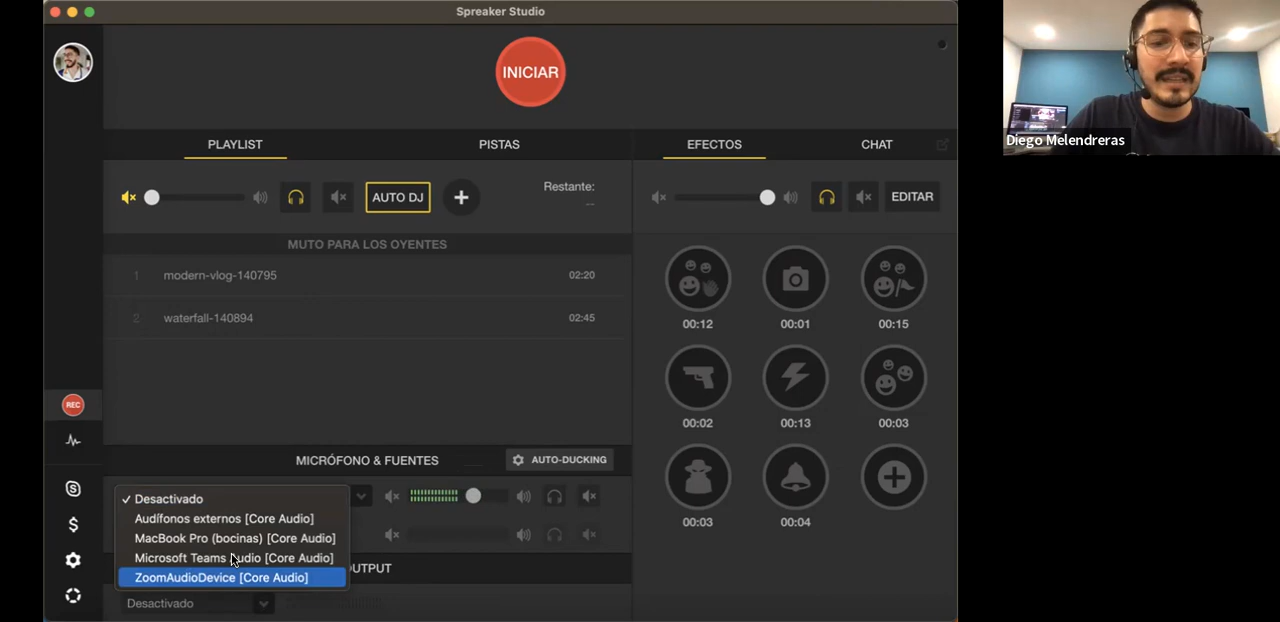 Spreaker Studio
INICIAR
PLAYLIST
PISTAS
EFECTOS
CHAT
AUTO DJ
Restante:
--
EDITAR
MUTO PARA LOS OYENTES
1 modern-vlog-140795 02:20
2 waterfall-140894 02:45
00:12
00:01
00:15
00:02
00:13
00:03
00:03
00:04
REC
MICRÓFONO & FUENTES
AUTO-DUCKING
✓ Desactivado
Audífonos externos [Core Audio]
MacBook Pro (bocinas) [Core Audio]
Microsoft Teams Audio [Core Audio]
ZoomAudioDevice [Core Audio]
OUTPUT
Desactivado
Diego Melendreras